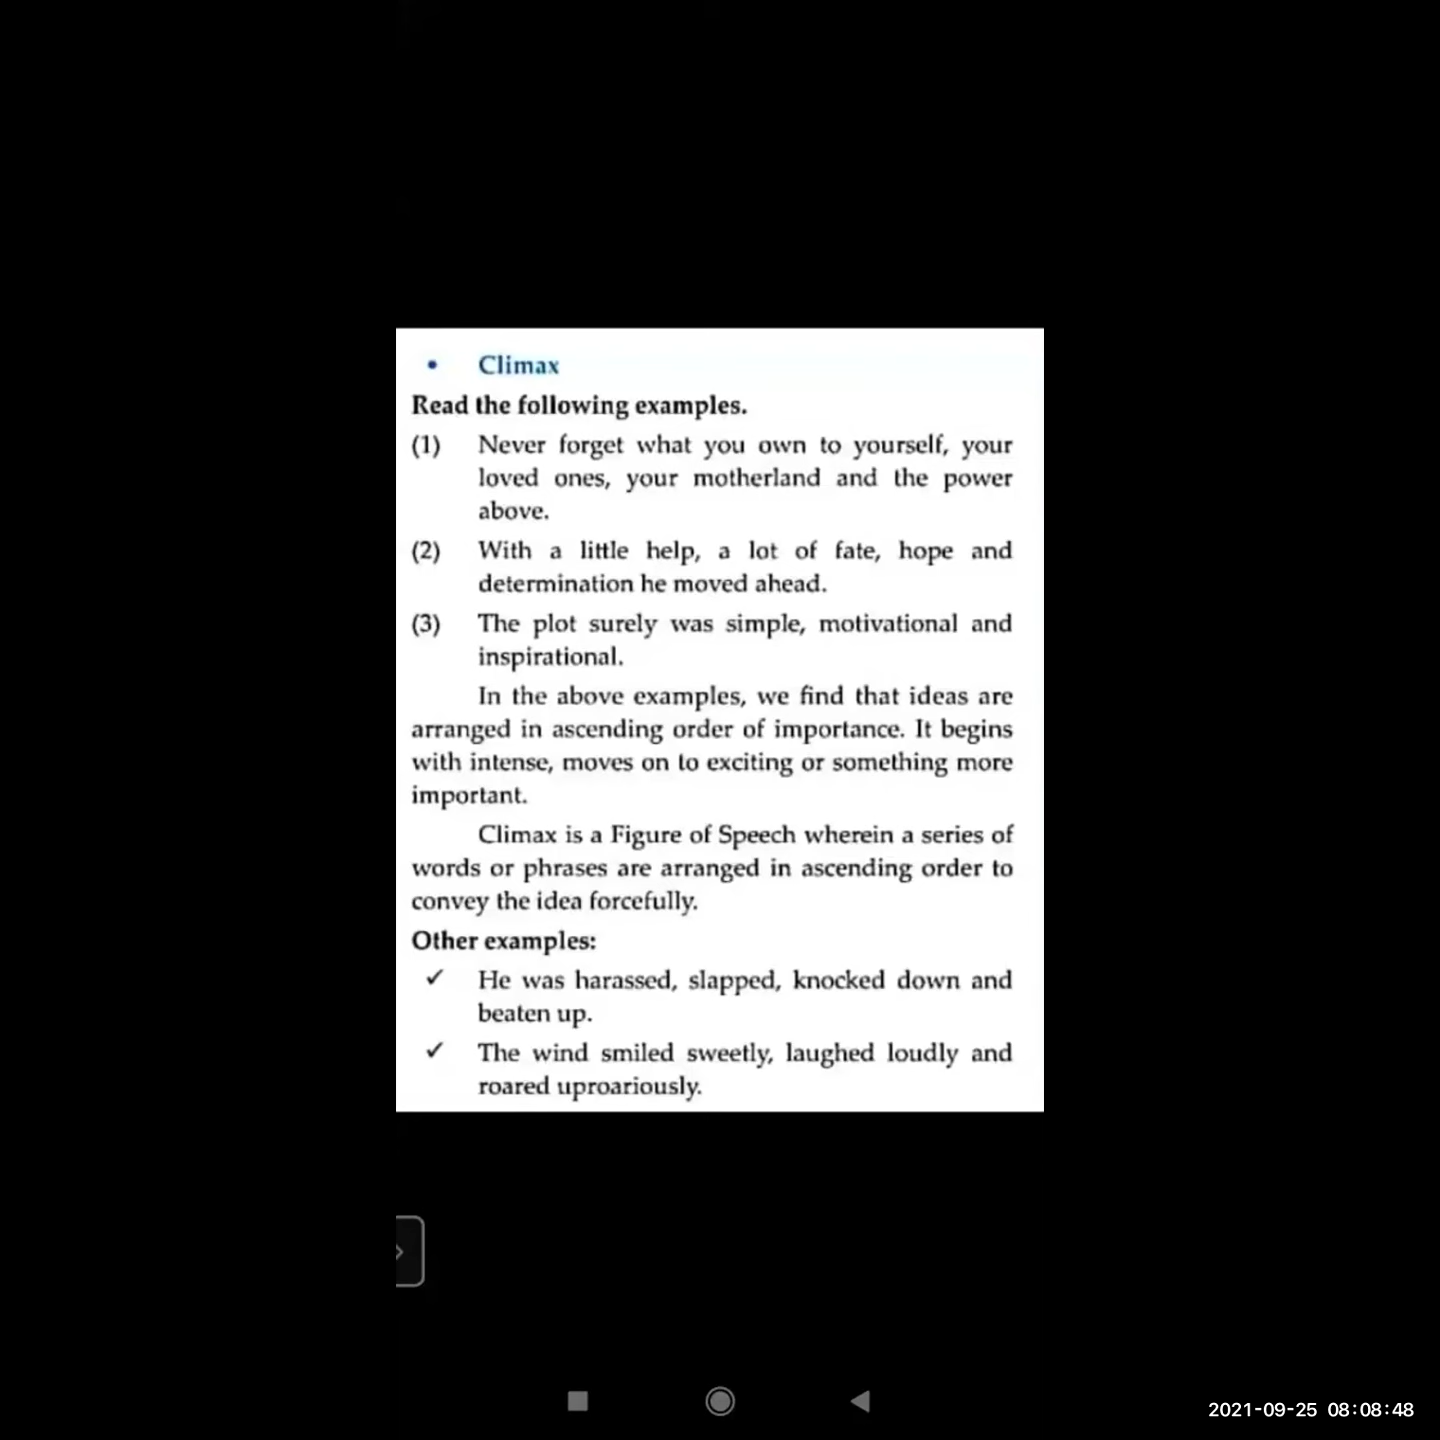 • Climax
Read the following examples.
(1) Never forget what you own to yourself, your
loved ones, your motherland and the power
above.
(2) With a little help, a lot of fate, hope and
determination he moved ahead.
(3) The plot surely was simple, motivational and
inspirational.
In the above examples, we find that ideas are
arranged in ascending order of importance. It begins
with intense, moves on to exciting or something more
important.
Climax is a Figure of Speech wherein a series of
words or phrases are arranged in ascending order to
convey the idea forcefully.
Other examples:
✓ He was harassed, slapped, knocked down and
beaten up.
✓ The wind smiled sweetly, laughed loudly and
roared uproariously.
2021-09-25 08:08:48